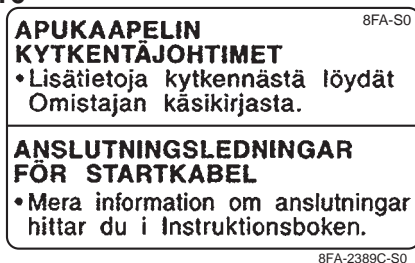 8FA-S0
APUKAAPELIN
KYTKENTÄJOHTIMET
•Lisätietoja kytkennästä löydät
Omistajan käsikirjasta.
ANSLUTNINGSLEDNINGAR
FÖR STARTKABEL
•Mera information om anslutningar
hittar du i Instruktionsboken.
8FA-2389C-S0